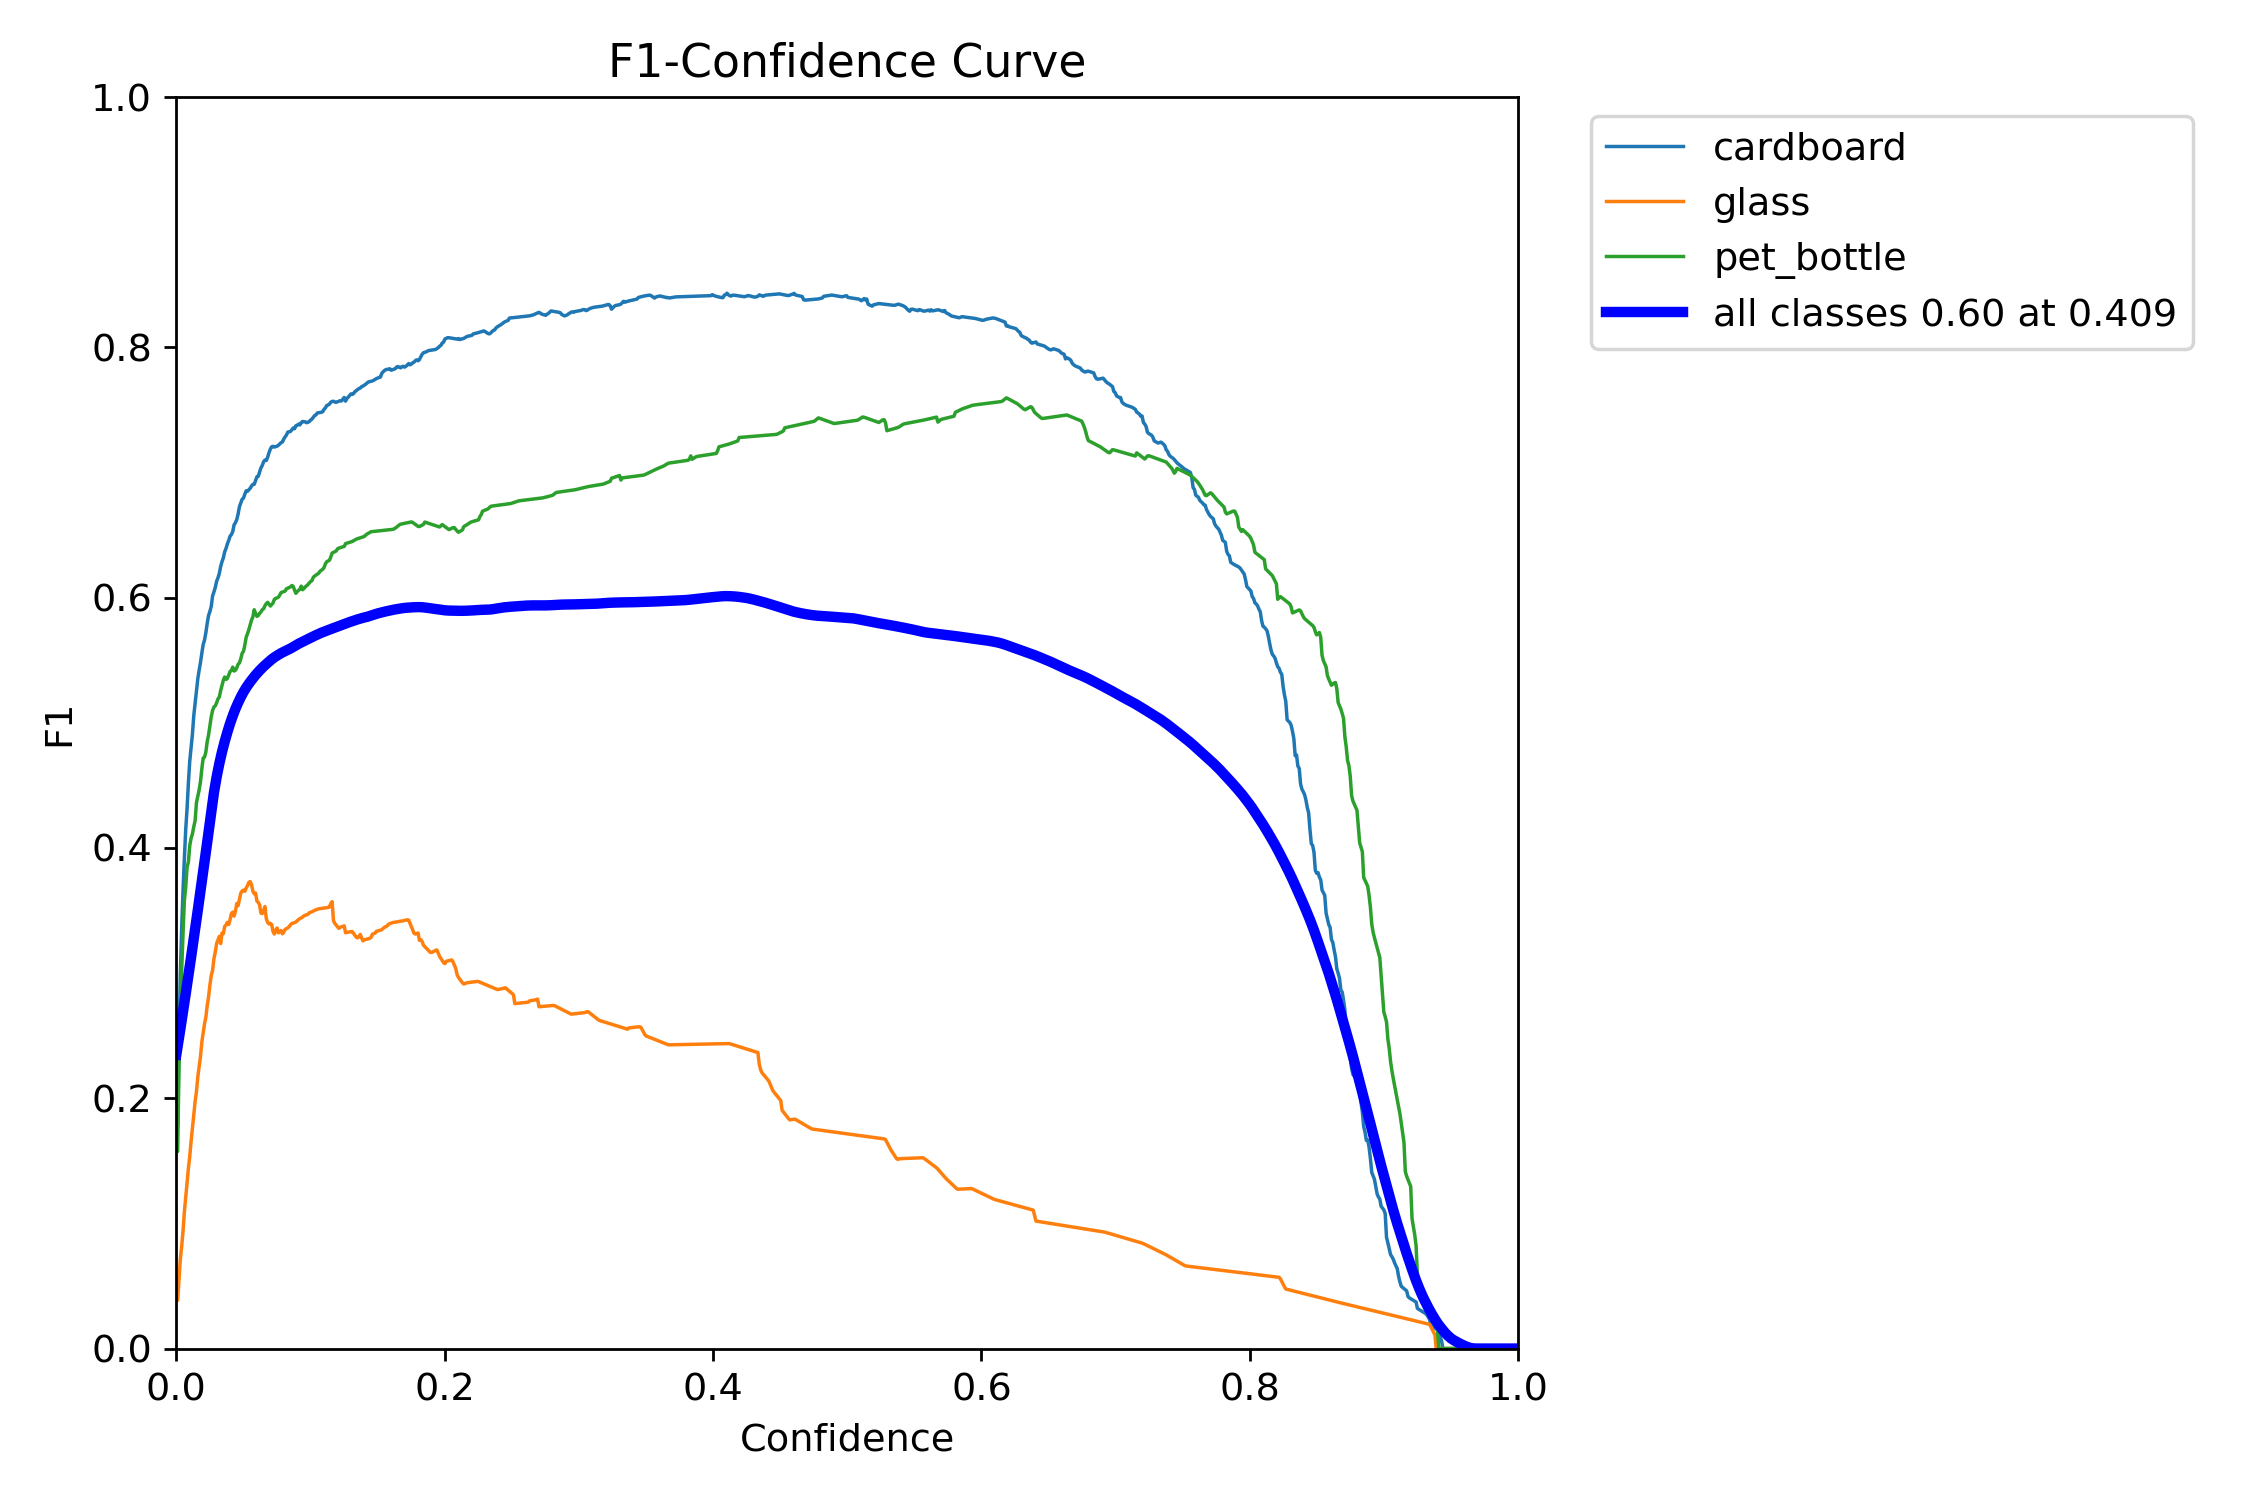 F1-Confidence Curve
cardboard
glass
pet_bottle
all classes 0.60 at 0.409
1.0
0.8
0.6
0.4
0.2
0.0
F1
0.0 0.2 0.4 0.6 0.8 1.0
Confidence